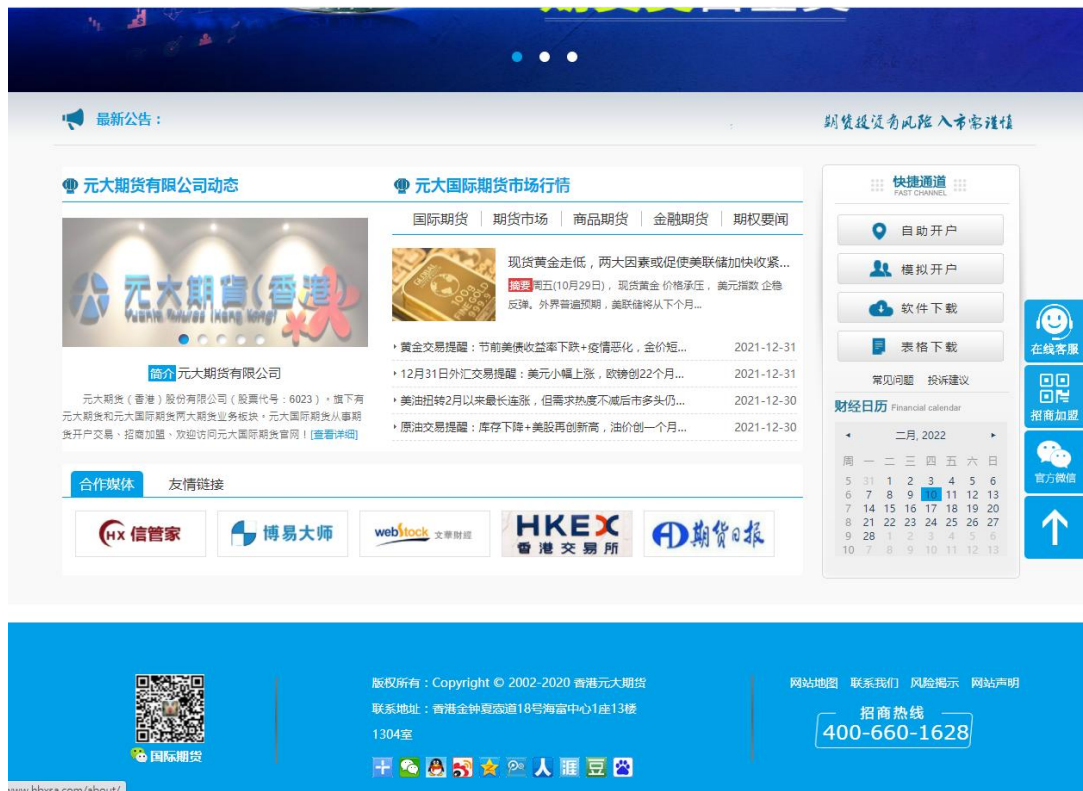 最新公告：
期货投资有风险 入市需谨慎
元大期货有限公司动态
元大期貨(香港)
Yuanta Futures (Hong Kong)
简介 元大期货有限公司
元大期货（香港）股份有限公司（股票代号：6023），旗下有
元大期货和元大国际期货两大期货业务板块。元大国际期货从事期
货开户交易、招商加盟、欢迎访问元大国际期货官网！[查看详细]
元大国际期货市场行情
国际期货 期货市场 商品期货 金融期货 期权要闻
现货黄金走低，两大因素或促使美联储加快收紧...
摘要 周五(10月29日)，现货黄金 价格承压， 美元指数 企稳
反弹。外界普遍预期，美联储将从下个月...
黄金交易提醒：节前美债收益率下跌+疫情恶化，金价短... 2021-12-31
12月31日外汇交易提醒：美元小幅上涨，欧镑创22个月... 2021-12-31
美油扭转2月以来最长连涨，但需求热度不减后市多头仍... 2021-12-30
原油交易提醒：库存下降+美股再创新高，油价创一个月... 2021-12-30
快捷通道
FAST CHANNEL
自助开户
模拟开户
软件下载
表格下载
常见问题 投诉建议
财经日历 Financial calendar
二月, 2022
周 一 二 三 四 五 六 日
5 31 1 2 3 4 5 6
6 7 8 9 10 11 12 13
7 14 15 16 17 18 19 20
8 21 22 23 24 25 26 27
9 28 1 2 3 4 5 6
10 7 8 9 10 11 12 13
在线客服
招商加盟
官方微信
合作媒体 友情链接
HX 信管家
博易大师
webstock 文華财經
HKEX
香港交易所
期货日报
国际期货
版权所有：Copyright © 2002-2020 香港元大期货
联系地址：香港金钟夏悫道18号海富中心1座13楼
1304室
网站地图 联系我们 风险揭示 网站声明
招商热线
400-660-1628